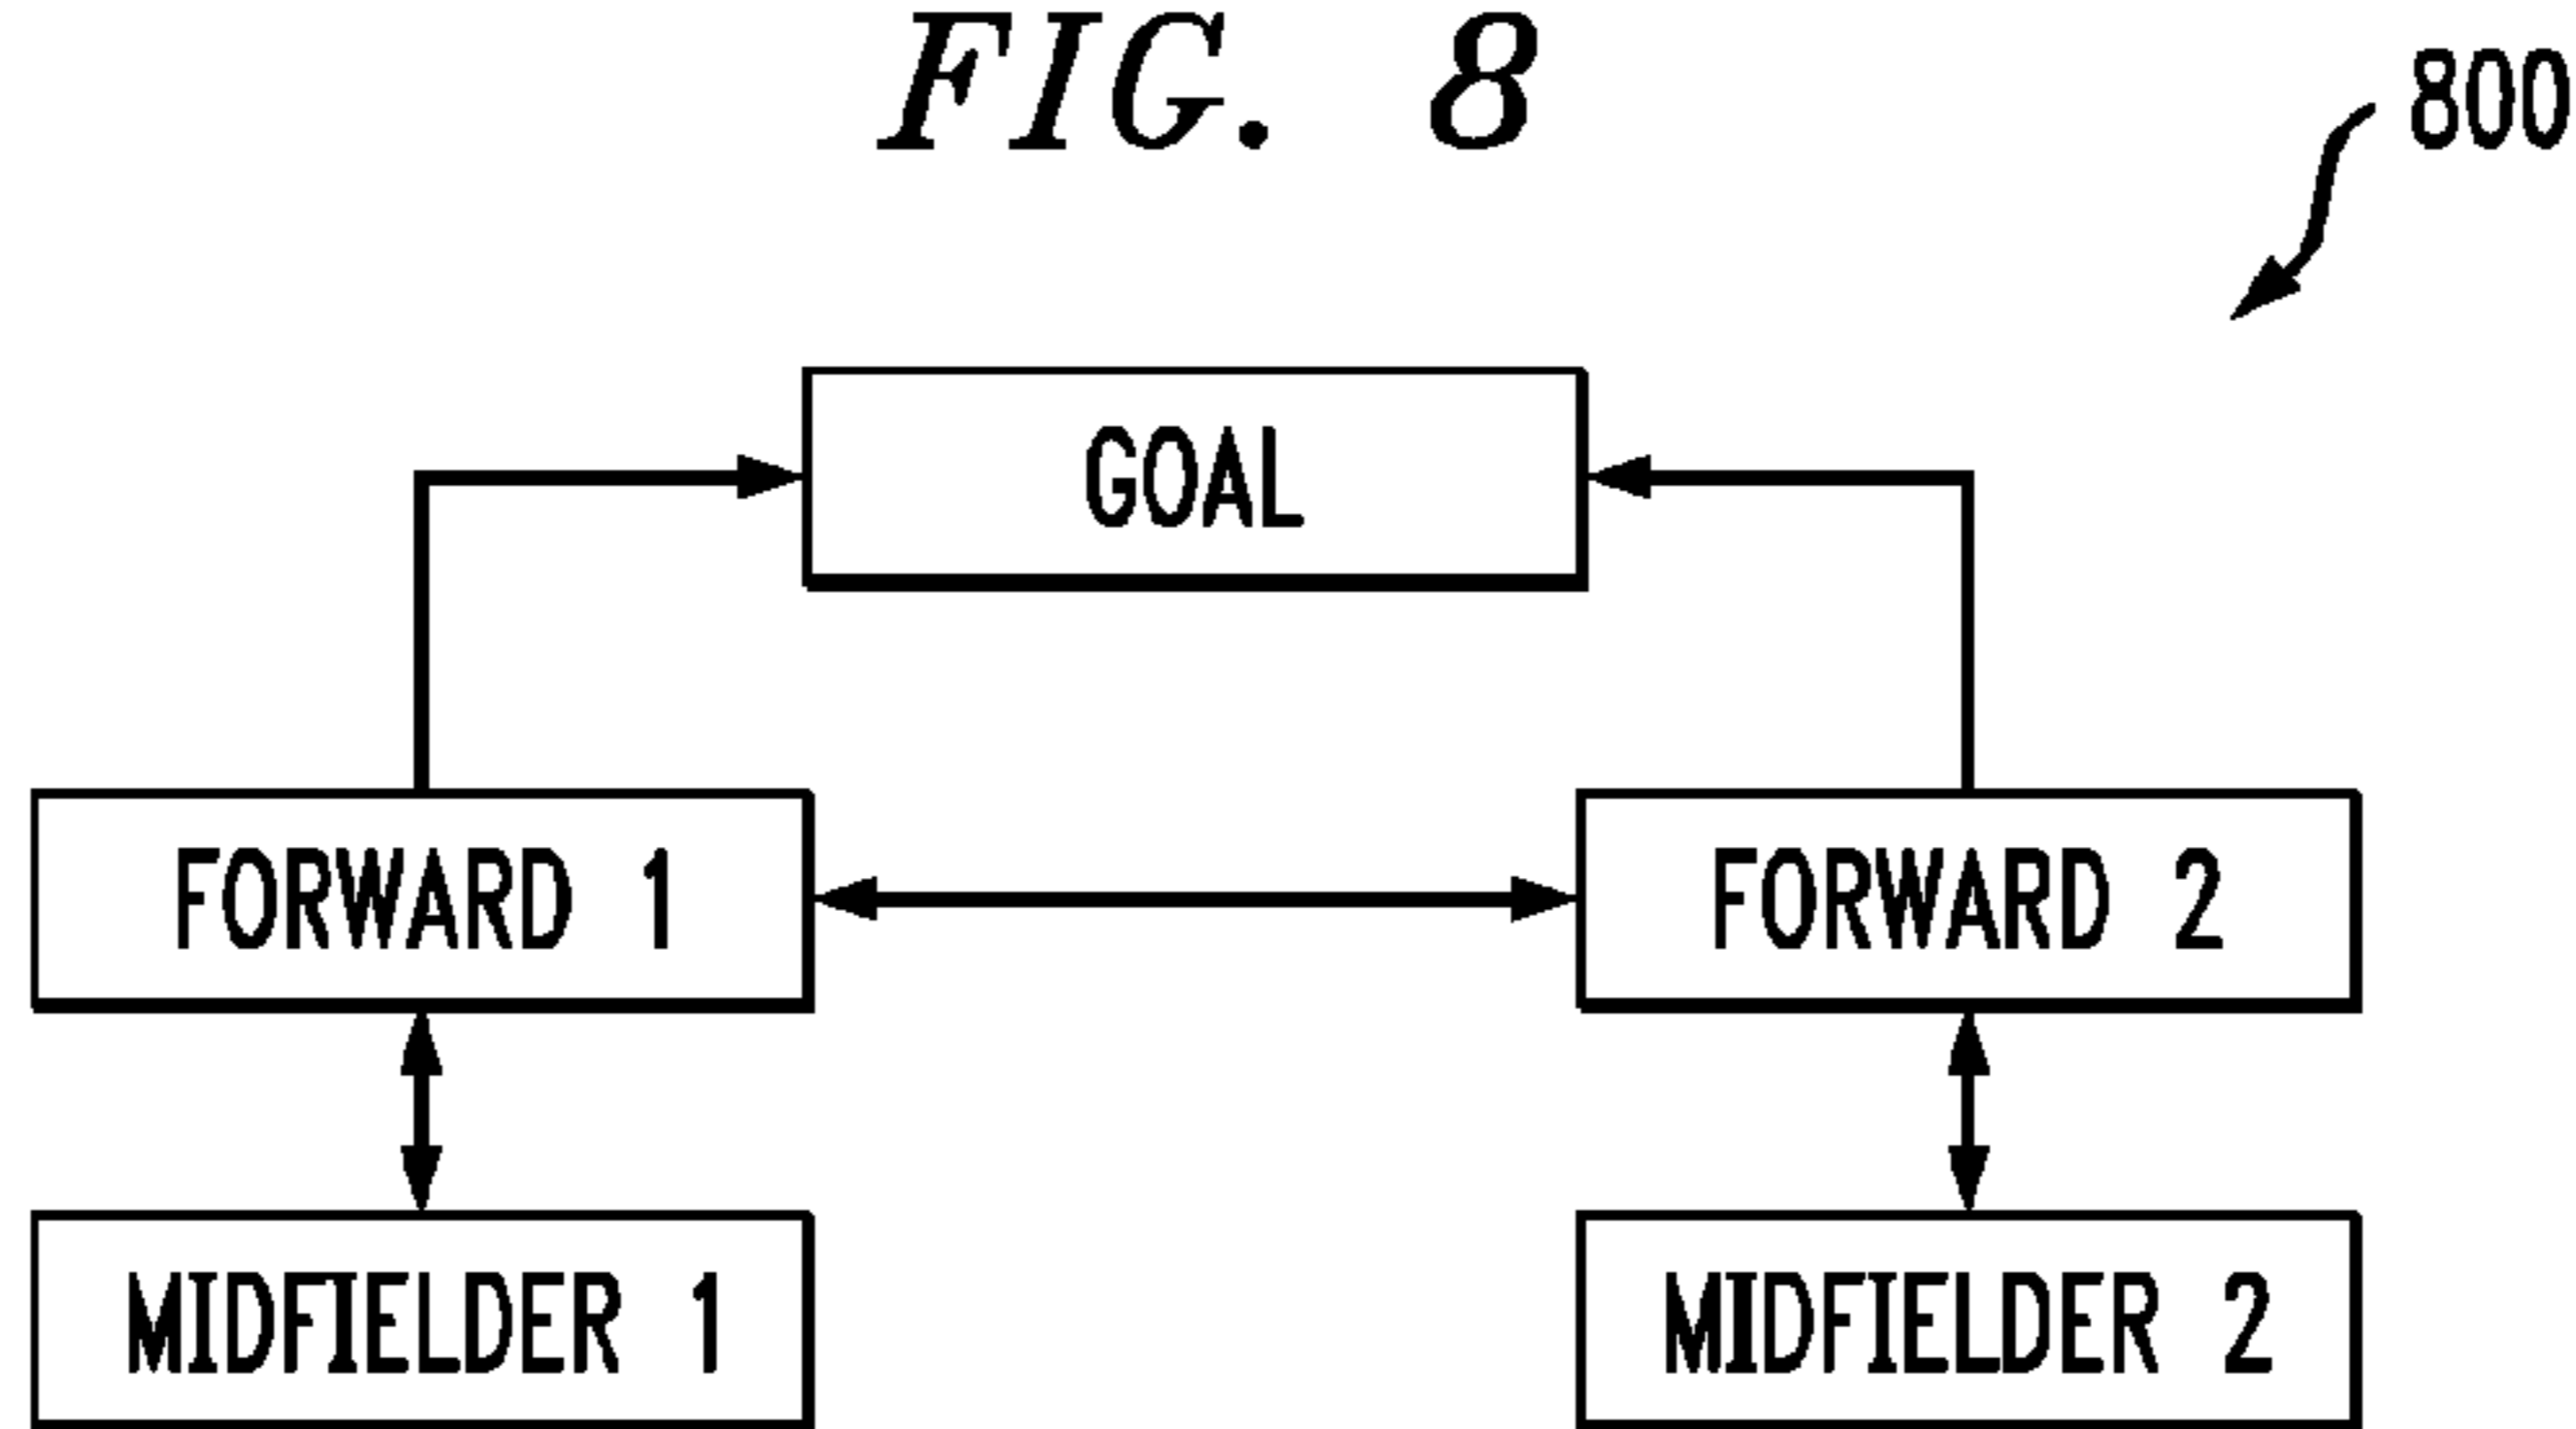 FIG. 8
800
GOAL
FORWARD 1
FORWARD 2
MIDFIELDER 1
MIDFIELDER 2